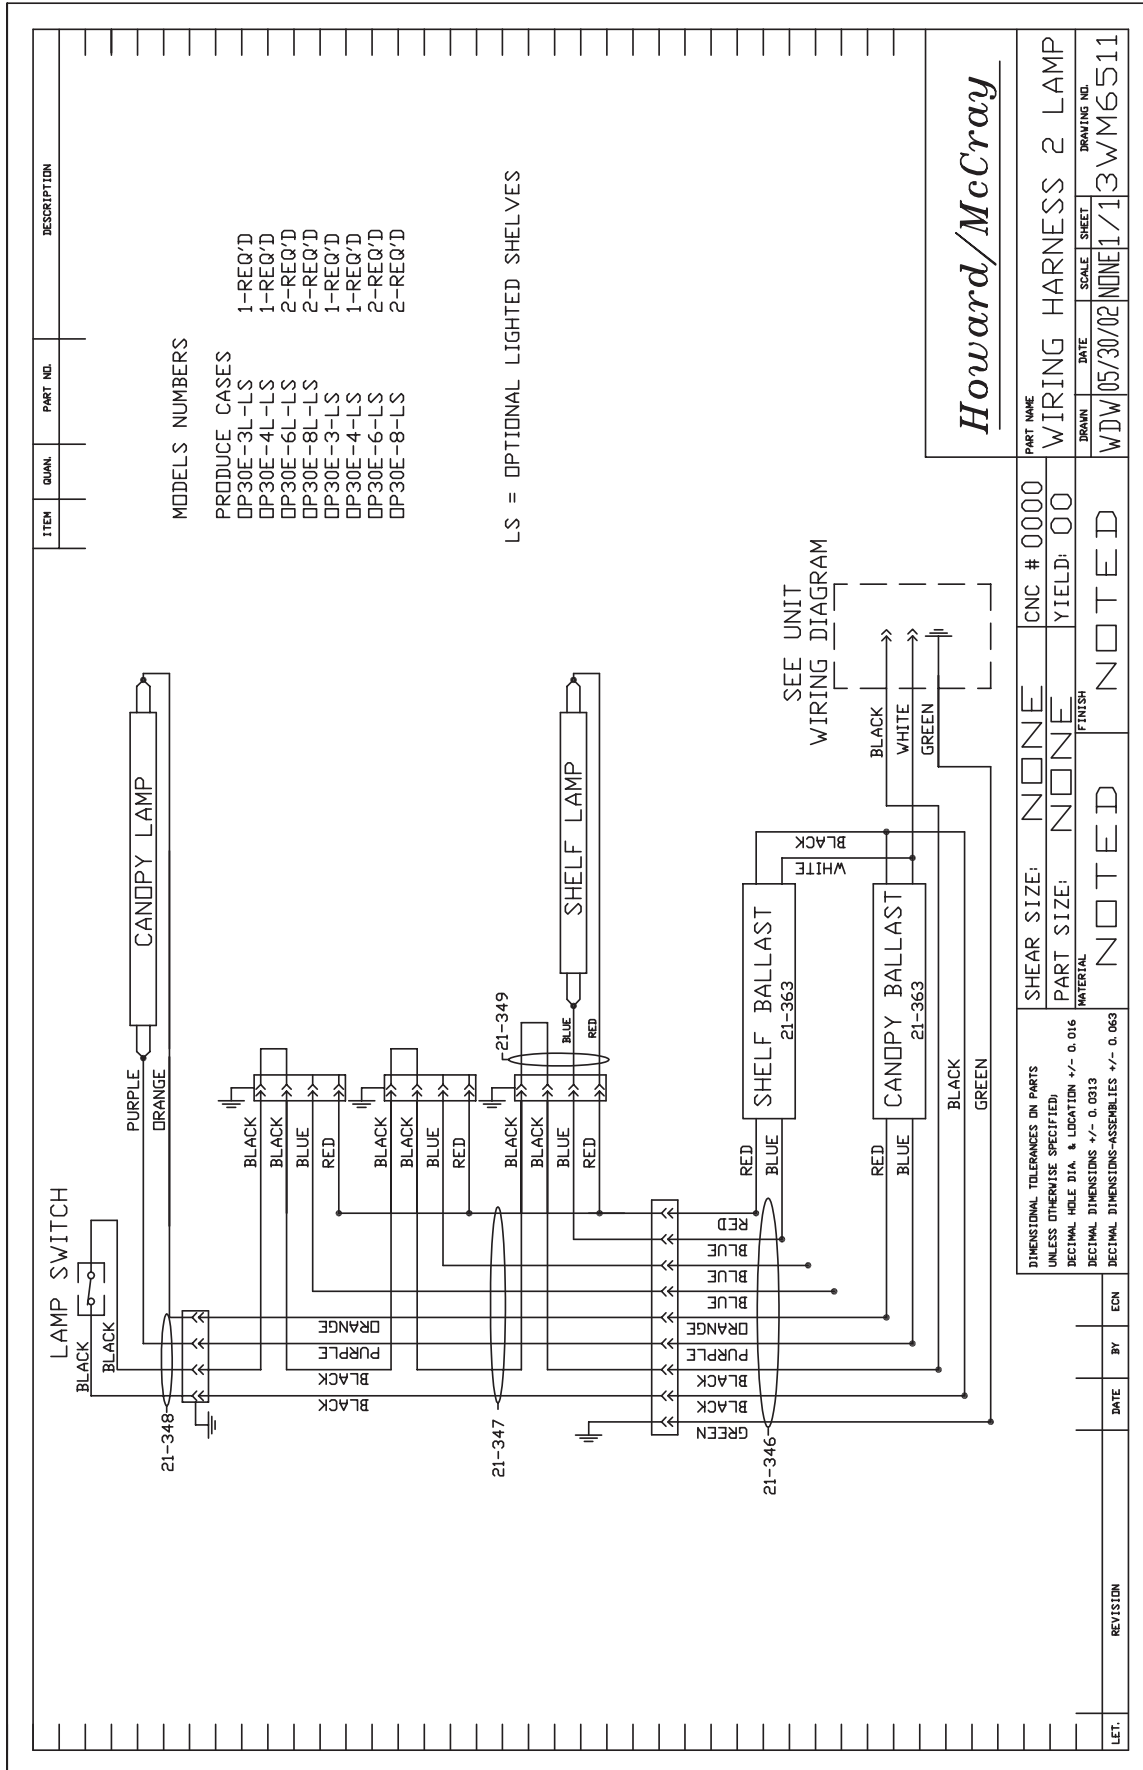 ITEM QUAN. PART NO. DESCRIPTION
MODELS NUMBERS
PRODUCE CASES
OP30E-3L-LS 1-REQ'D
OP30E-4L-LS 1-REQ'D
OP30E-6L-LS 2-REQ'D
OP30E-8L-LS 2-REQ'D
OP30E-3-LS 1-REQ'D
OP30E-4-LS 1-REQ'D
OP30E-6-LS 2-REQ'D
OP30E-8-LS 2-REQ'D
LS = OPTIONAL LIGHTED SHELVES
LAMP SWITCH
BLACK
BLACK
PURPLE
ORANGE
CANOPY LAMP
21-348
BLACK
BLACK
BLUE
RED
BLACK
BLACK
BLUE
RED
BLACK
BLACK
BLUE
RED
21-349
BLUE
RED
SHELF LAMP
ORANGE
PURPLE
BLACK
BLACK
21-347
RED
BLUE
BLUE
BLUE
ORANGE
PURPLE
BLACK
BLACK
GREEN
21-346
RED
BLUE
SHELF BALLAST
21-363
BLACK
WHITE
RED
BLUE
CANOPY BALLAST
21-363
BLACK
GREEN
SEE UNIT
WIRING DIAGRAM
BLACK
WHITE
GREEN
Howard/McCray
PART NAME
WIRING HARNESS 2 LAMP
DRAWN DATE SCALE SHEET DRAWING NO.
WDW 05/30/02 NONE 1/1 3WM6511
SHEAR SIZE: NONE CNC # 0000
PART SIZE: NONE YIELD: 00
MATERIAL NOTED FINISH NOTED
DIMENSIONAL TOLERANCES ON PARTS
UNLESS OTHERWISE SPECIFIED;
DECIMAL HOLE DIA. & LOCATION +/- 0.016
DECIMAL DIMENSIONS +/- 0.0313
DECIMAL DIMENSIONS-ASSEMBLIES +/- 0.063
LET. REVISION DATE BY ECN